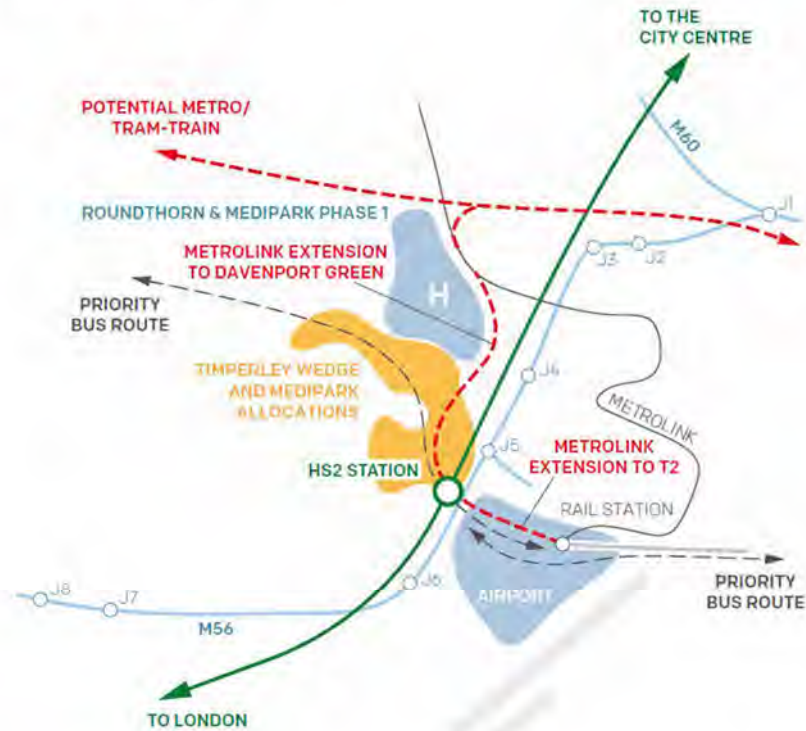 TO THE
CITY CENTRE
POTENTIAL METRO/
TRAM-TRAIN
M60
J1
ROUNDTHORN & MEDIPARK PHASE 1
METROLINK EXTENSION
TO DAVENPORT GREEN
H
J3
J2
PRIORITY
BUS ROUTE
TIMPERLEY WEDGE
AND MEDIPARK
ALLOCATIONS
J4
METROLINK
J5
HS2 STATION
METROLINK
EXTENSION TO T2
RAIL STATION
J6
AIRPORT
PRIORITY
BUS ROUTE
J8
J7
M56
TO LONDON